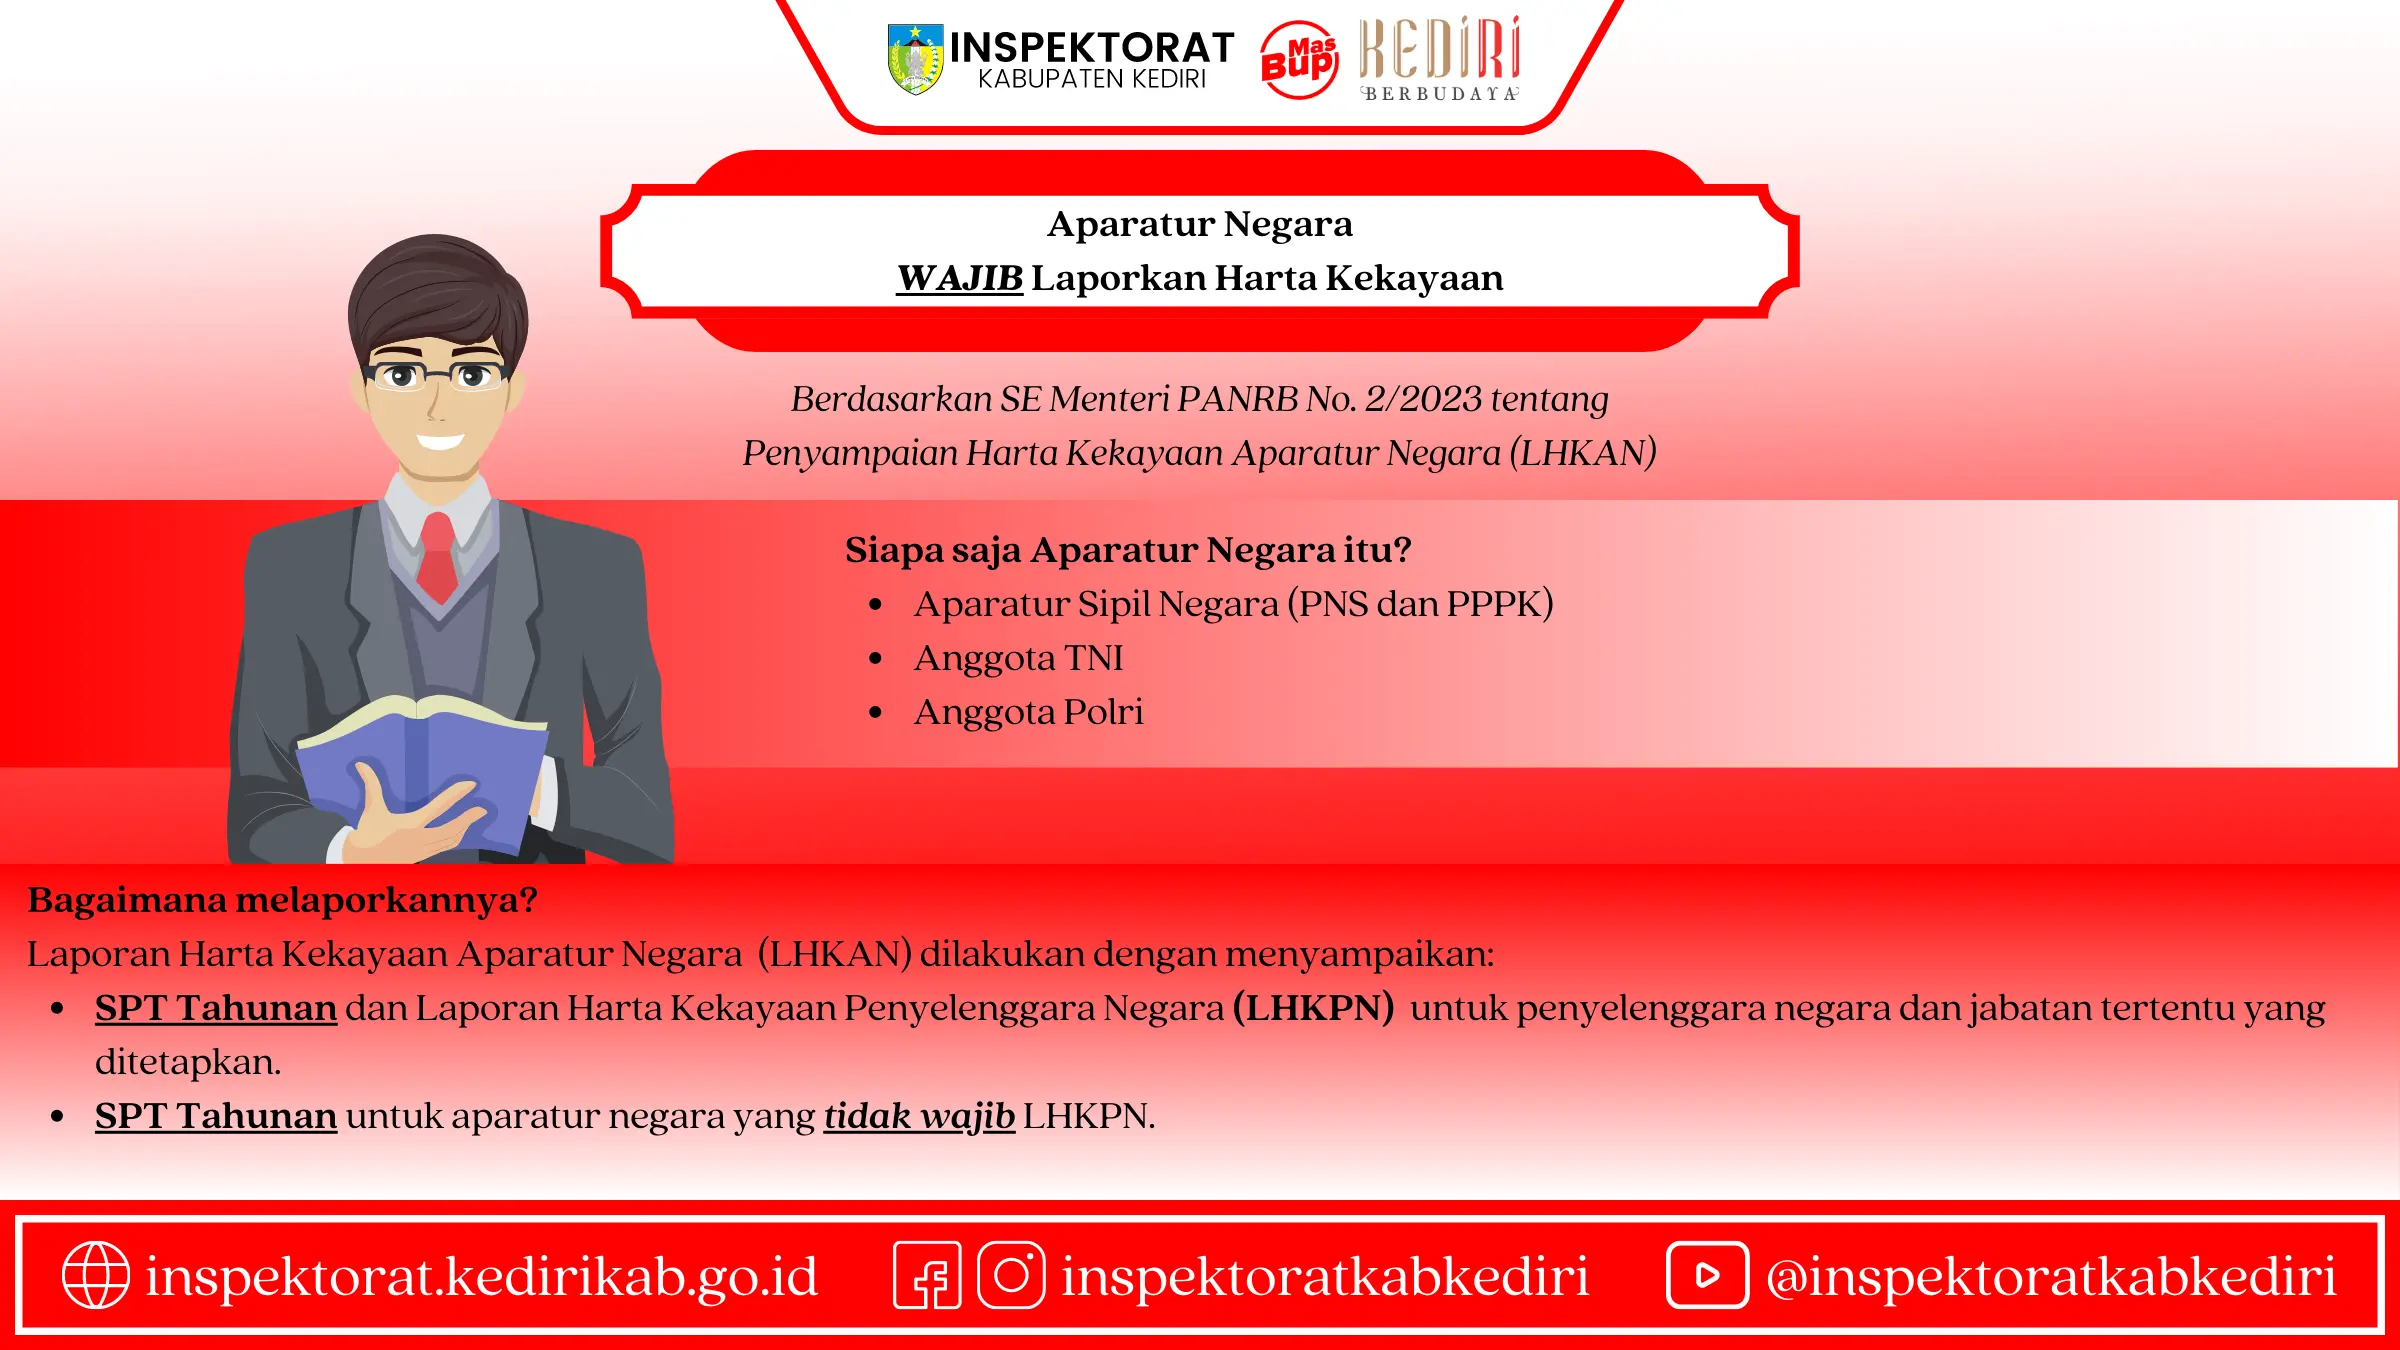 INSPEKTORAT
KABUPATEN KEDIRI
Mas
Bup
KEDIRI
BERBUDAYA
Aparatur Negara
WAJIB Laporkan Harta Kekayaan
Berdasarkan SE Menteri PANRB No. 2/2023 tentang
Penyampaian Harta Kekayaan Aparatur Negara (LHKAN)
Siapa saja Aparatur Negara itu?
• Aparatur Sipil Negara (PNS dan PPPK)
• Anggota TNI
• Anggota Polri
Bagaimana melaporkannya?
Laporan Harta Kekayaan Aparatur Negara (LHKAN) dilakukan dengan menyampaikan:
• SPT Tahunan dan Laporan Harta Kekayaan Penyelenggara Negara (LHKPN) untuk penyelenggara negara dan jabatan tertentu yang
ditetapkan.
• SPT Tahunan untuk aparatur negara yang tidak wajib LHKPN.
inspektorat.kedirikab.go.id
inspektoratkabkediri
@inspektoratkabkediri